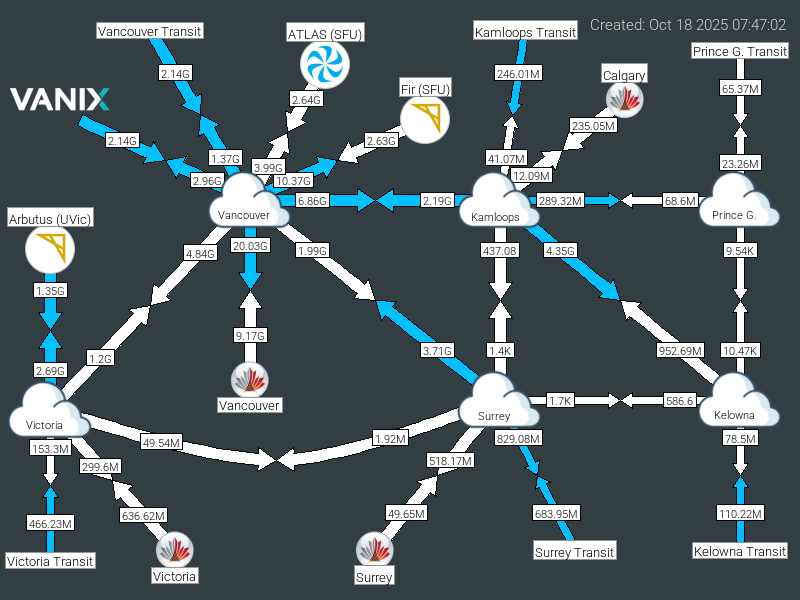 Created: Oct 18 2025 07:47:02
Vancouver Transit
ATLAS (SFU)
Kamloops Transit
Prince G. Transit
2.14G
2.64G
246.01M
Calgary
65.37M
VANIX
Fir (SFU)
2.14G
2.63G
235.05M
1.37G
3.99G
41.07M
23.26M
2.96G
10.37G
12.09M
6.86G
2.19G
289.32M
68.6M
Arbutus (UVic)
Vancouver
Kamloops
Prince G.
4.84G
20.03G
1.99G
437.08
4.35G
9.54K
1.35G
9.17G
1.2G
3.71G
1.4K
952.69M
10.47K
2.69G
Vancouver
1.7K
586.6
Victoria
Surrey
Kelowna
153.3M
49.54M
1.92M
829.08M
78.5M
299.6M
518.17M
466.23M
636.62M
49.65M
683.95M
110.22M
Victoria Transit
Victoria
Surrey
Surrey Transit
Kelowna Transit